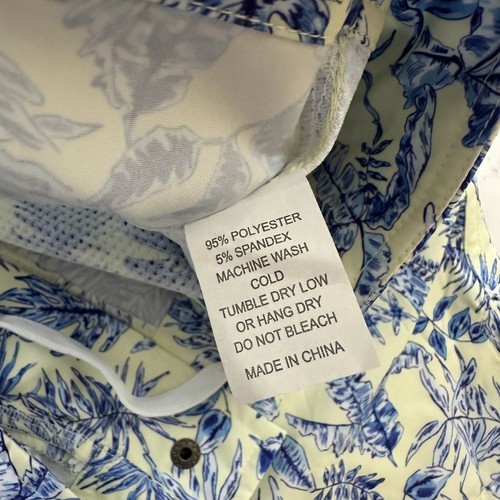 95% POLYESTER
5% SPANDEX
MACHINE WASH
COLD
TUMBLE DRY LOW
OR HANG DRY
DO NOT BLEACH
MADE IN CHINA